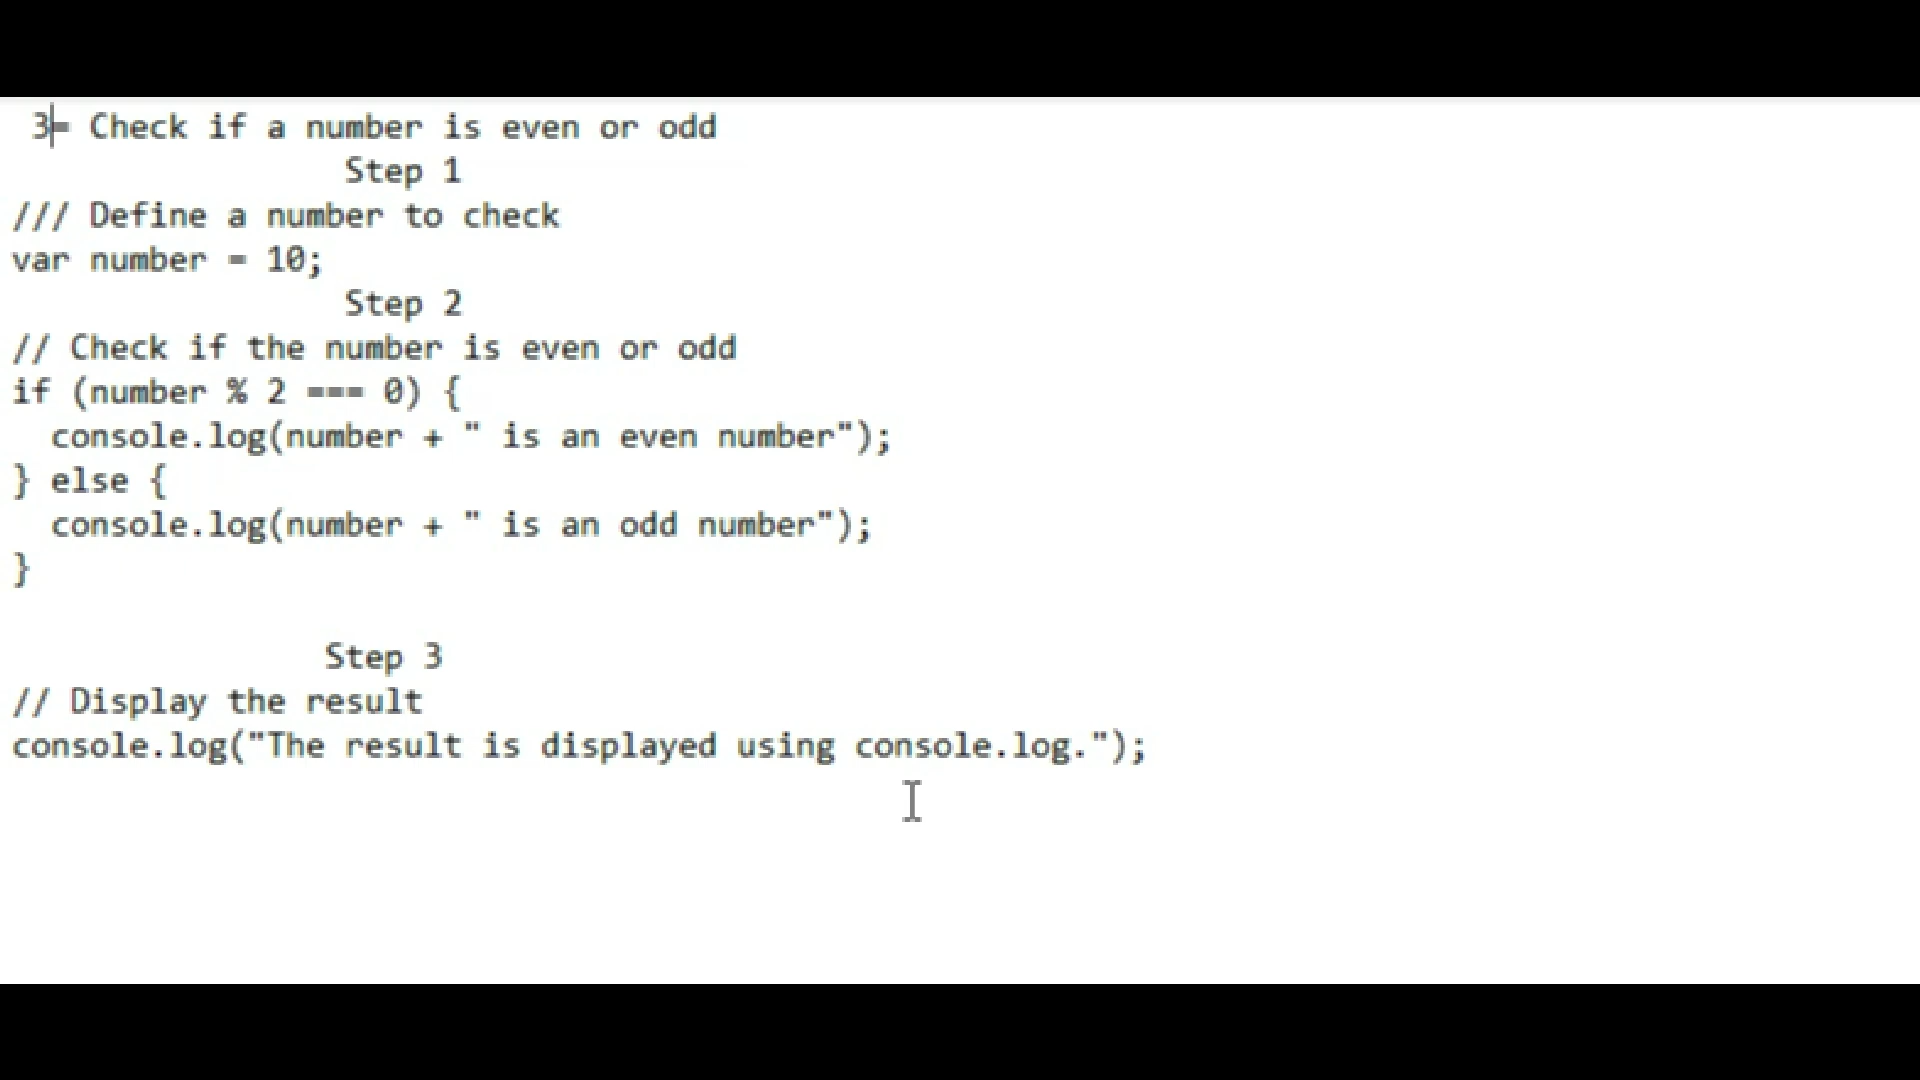 3= Check if a number is even or odd
Step 1
/// Define a number to check
var number = 10;
Step 2
// Check if the number is even or odd
if (number % 2 === 0) {
console.log(number + " is an even number");
} else {
console.log(number + " is an odd number");
}
Step 3
// Display the result
console.log("The result is displayed using console.log.");